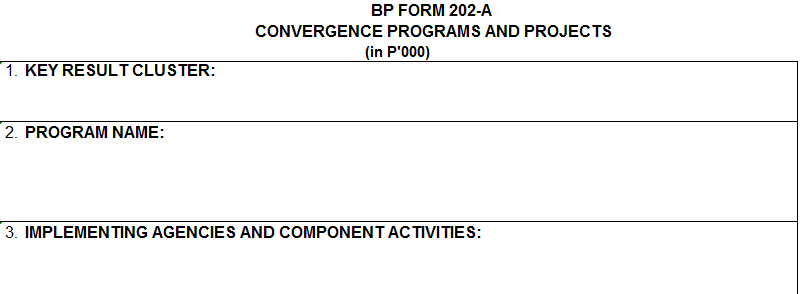 BP FORM 202-A
CONVERGENCE PROGRAMS AND PROJECTS
(in P'000)
1. KEY RESULT CLUSTER:
2. PROGRAM NAME:
3. IMPLEMENTING AGENCIES AND COMPONENT ACTIVITIES: